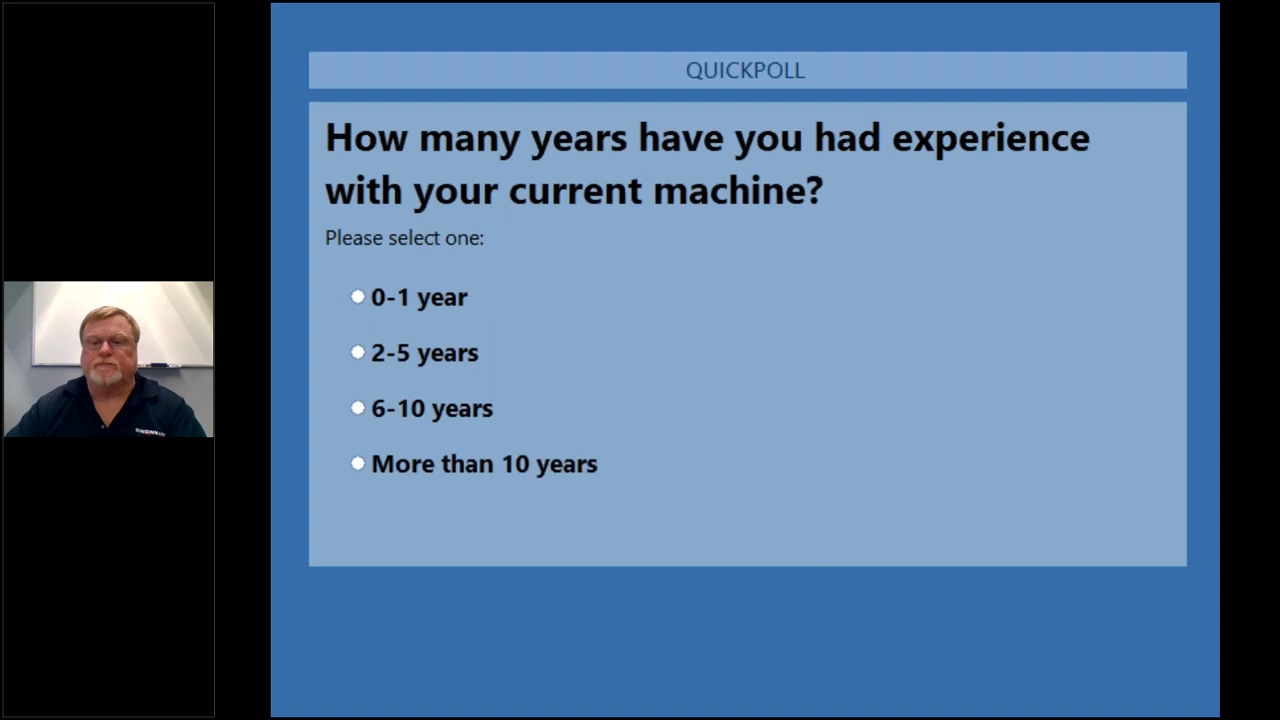 QUICKPOLL
How many years have you had experience
with your current machine?
Please select one:
0-1 year
2-5 years
6-10 years
More than 10 years